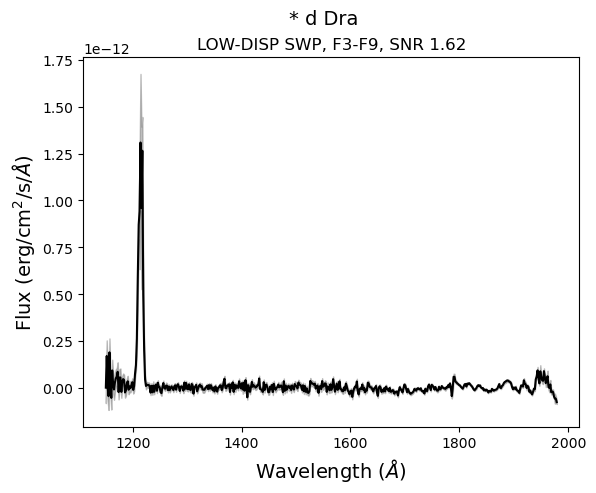 * d Dra
LOW-DISP SWP, F3-F9, SNR 1.62
1e−12
1.75
1.50
1.25
1.00
0.75
0.50
0.25
0.00
Flux (erg/cm²/s/Å)
1200 1400 1600 1800 2000
Wavelength (Å)